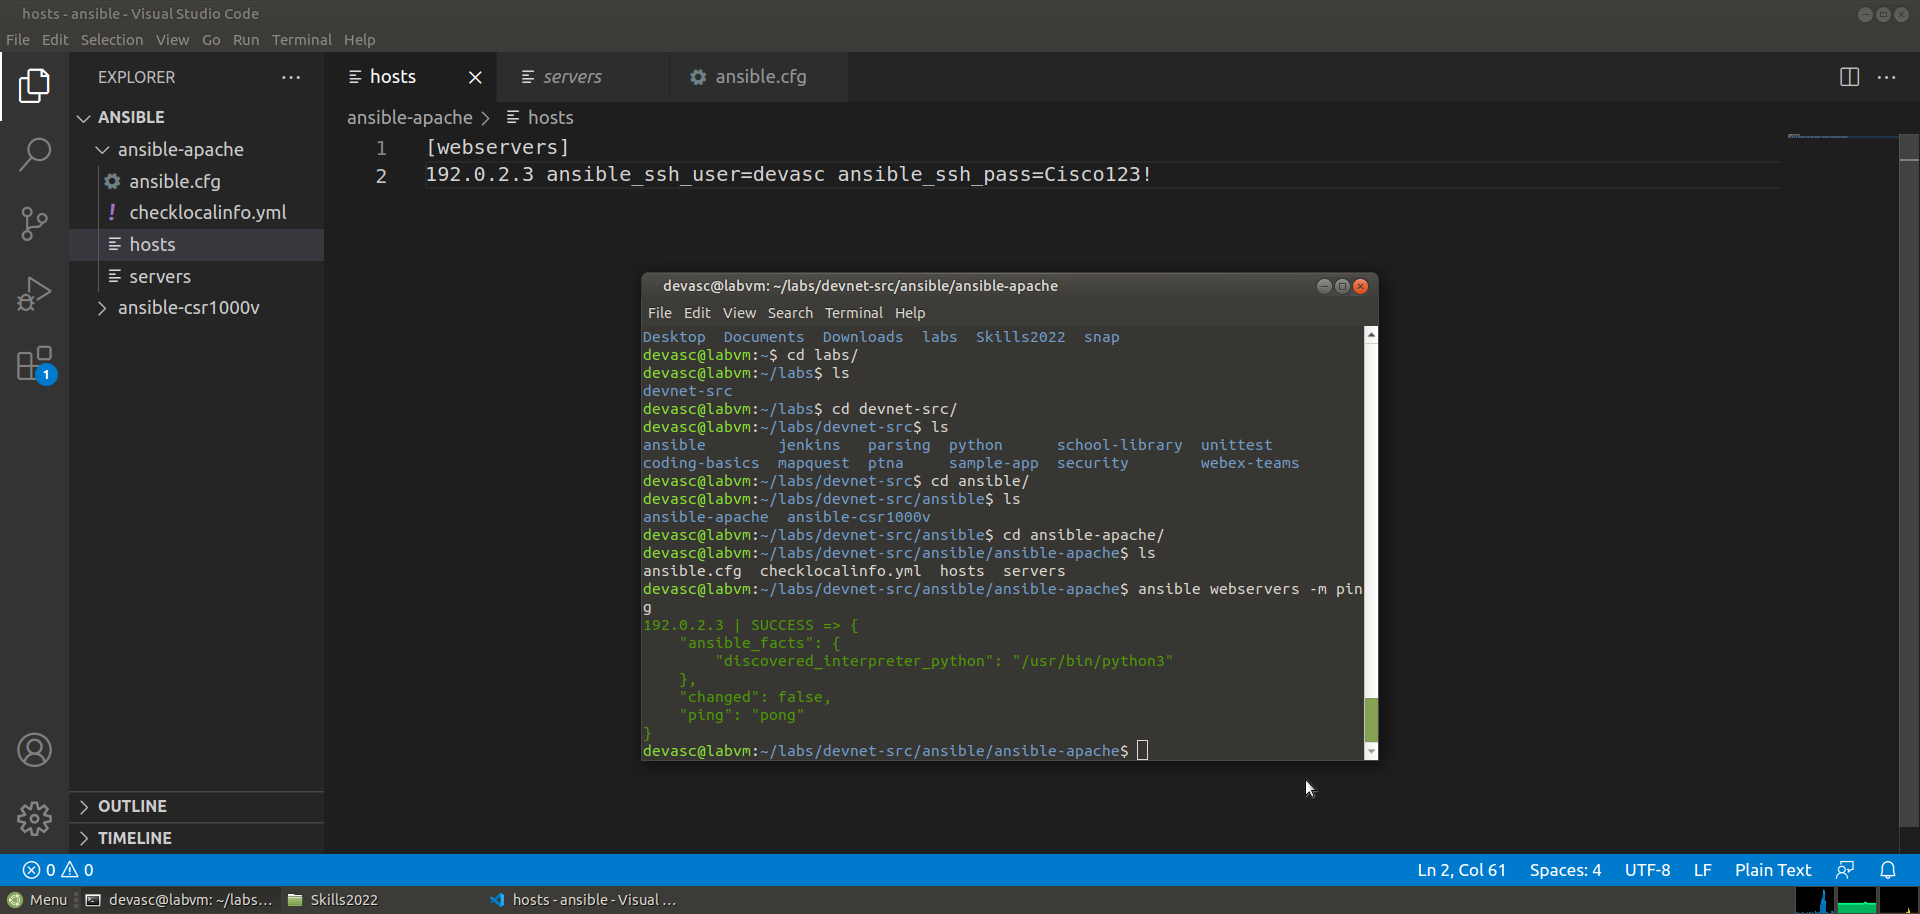 hosts - ansible - Visual Studio Code
File Edit Selection View Go Run Terminal Help
EXPLORER
hosts
servers
ansible.cfg
ANSIBLE
ansible-apache
ansible.cfg
checklocalinfo.yml
hosts
servers
ansible-csr1000v
ansible-apache > hosts
1 [webservers]
2 192.0.2.3 ansible_ssh_user=devasc ansible_ssh_pass=Cisco123!
devasc@labvm: ~/labs/devnet-src/ansible/ansible-apache
File Edit View Search Terminal Help
Desktop Documents Downloads labs Skills2022 snap
devasc@labvm:~$ cd labs/
devasc@labvm:~/labs$ ls
devnet-src
devasc@labvm:~/labs$ cd devnet-src/
devasc@labvm:~/labs/devnet-src$ ls
ansible jenkins parsing python school-library unittest
coding-basics mapquest ptna sample-app security webex-teams
devasc@labvm:~/labs/devnet-src$ cd ansible/
devasc@labvm:~/labs/devnet-src/ansible$ ls
ansible-apache ansible-csr1000v
devasc@labvm:~/labs/devnet-src/ansible$ cd ansible-apache/
devasc@labvm:~/labs/devnet-src/ansible/ansible-apache$ ls
ansible.cfg checklocalinfo.yml hosts servers
devasc@labvm:~/labs/devnet-src/ansible/ansible-apache$ ansible webservers -m pin
g
192.0.2.3 | SUCCESS => {
    "ansible_facts": {
        "discovered_interpreter_python": "/usr/bin/python3"
    },
    "changed": false,
    "ping": "pong"
}
devasc@labvm:~/labs/devnet-src/ansible/ansible-apache$
1
OUTLINE
TIMELINE
0 0
Ln 2, Col 61 Spaces: 4 UTF-8 LF Plain Text
Menu devasc@labvm: ~/labs... Skills2022 hosts - ansible - Visual ...